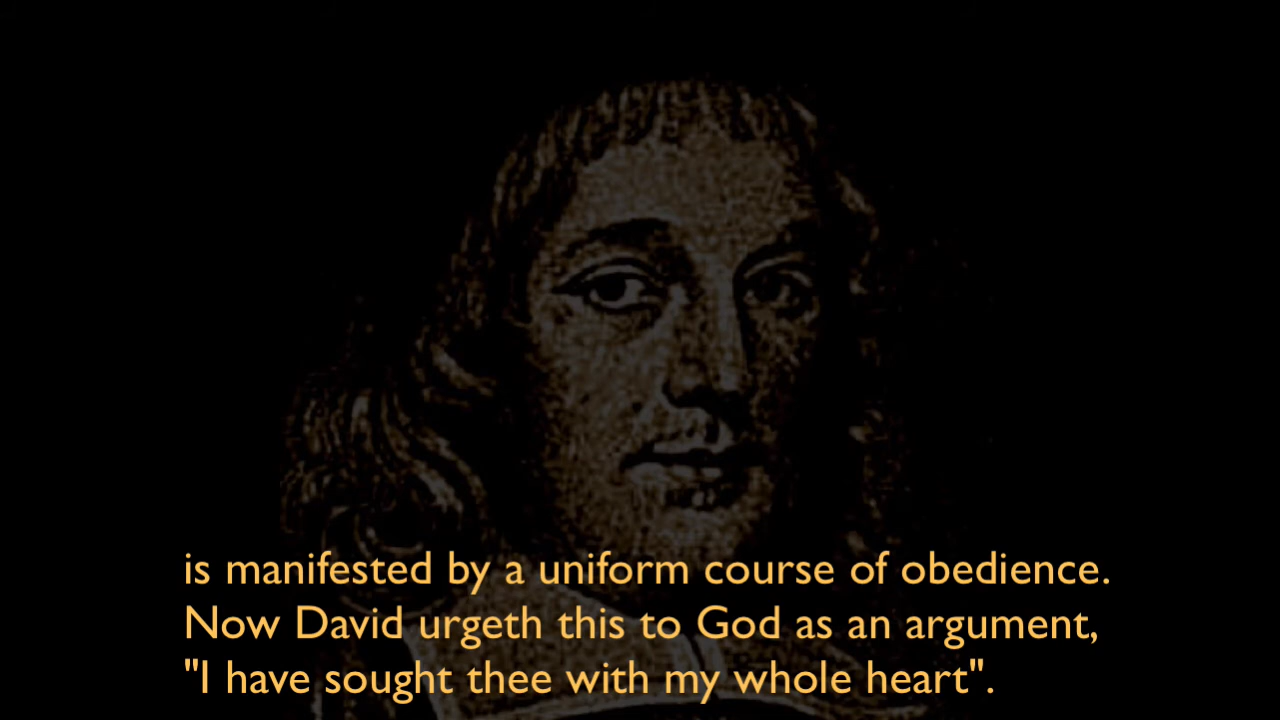 is manifested by a uniform course of obedience.
Now David urgeth this to God as an argument,
"I have sought thee with my whole heart".